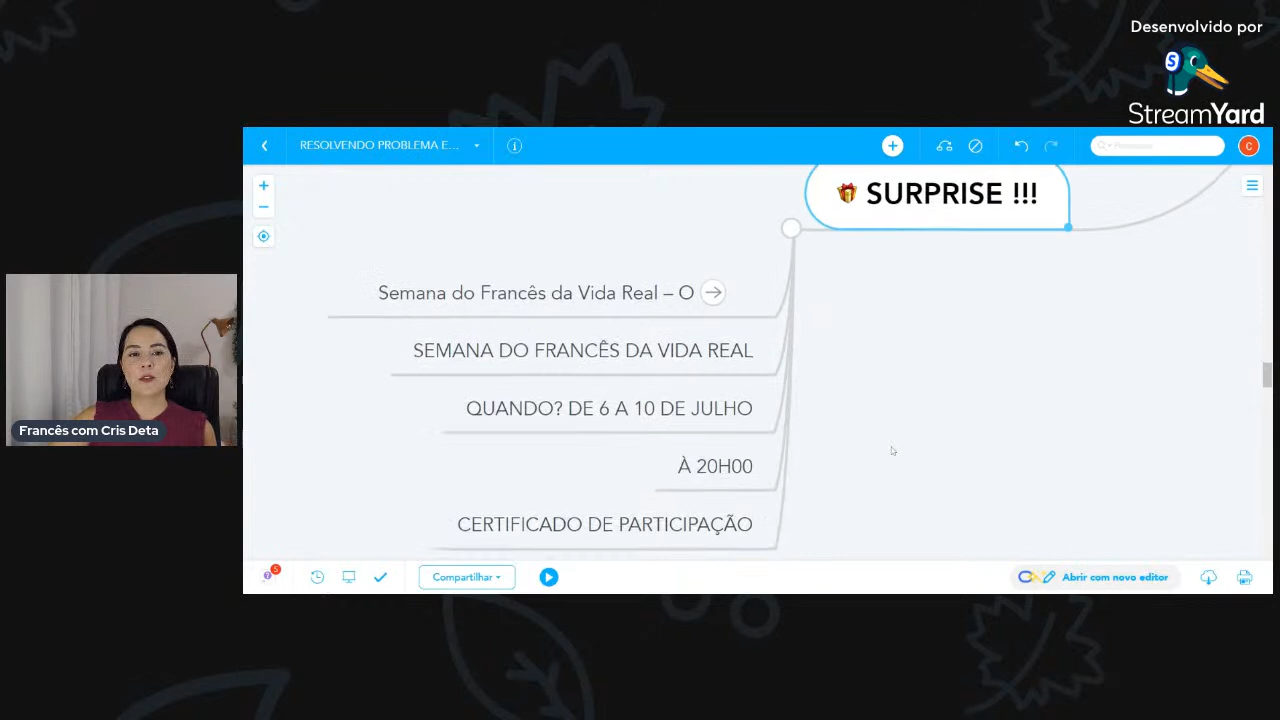 Desenvolvido por
StreamYard
RESOLVENDO PROBLEMA E...
C
🎁 SURPRISE !!!
Semana do Francês da Vida Real – O
SEMANA DO FRANCÊS DA VIDA REAL
QUANDO? DE 6 A 10 DE JULHO
À 20H00
CERTIFICADO DE PARTICIPAÇÃO
Francês com Cris Deta
5
Compartilhar
Abrir com novo editor